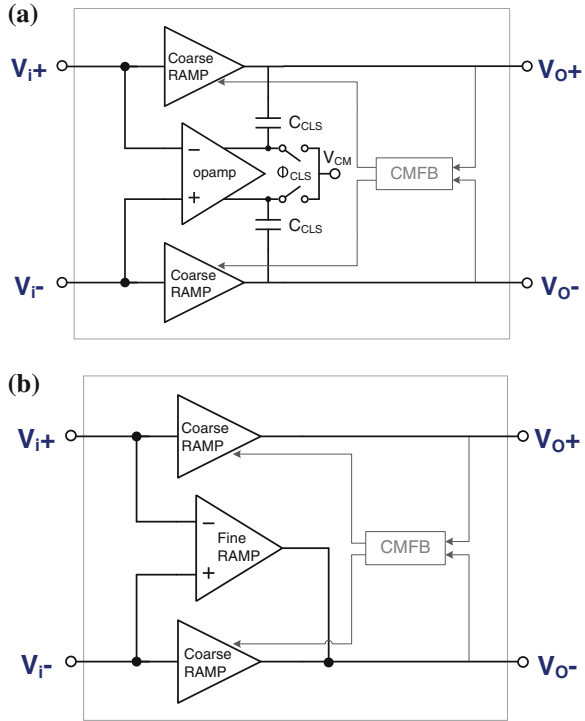 (a)
Coarse
RAMP
Vi+
VO+
CCLS
VCM
−
opamp
ΦCLS
CMFB
+
CCLS
Coarse
RAMP
Vi-
VO-
(b)
Coarse
RAMP
Vi+
VO+
−
Fine
RAMP
CMFB
+
Coarse
RAMP
Vi-
VO-